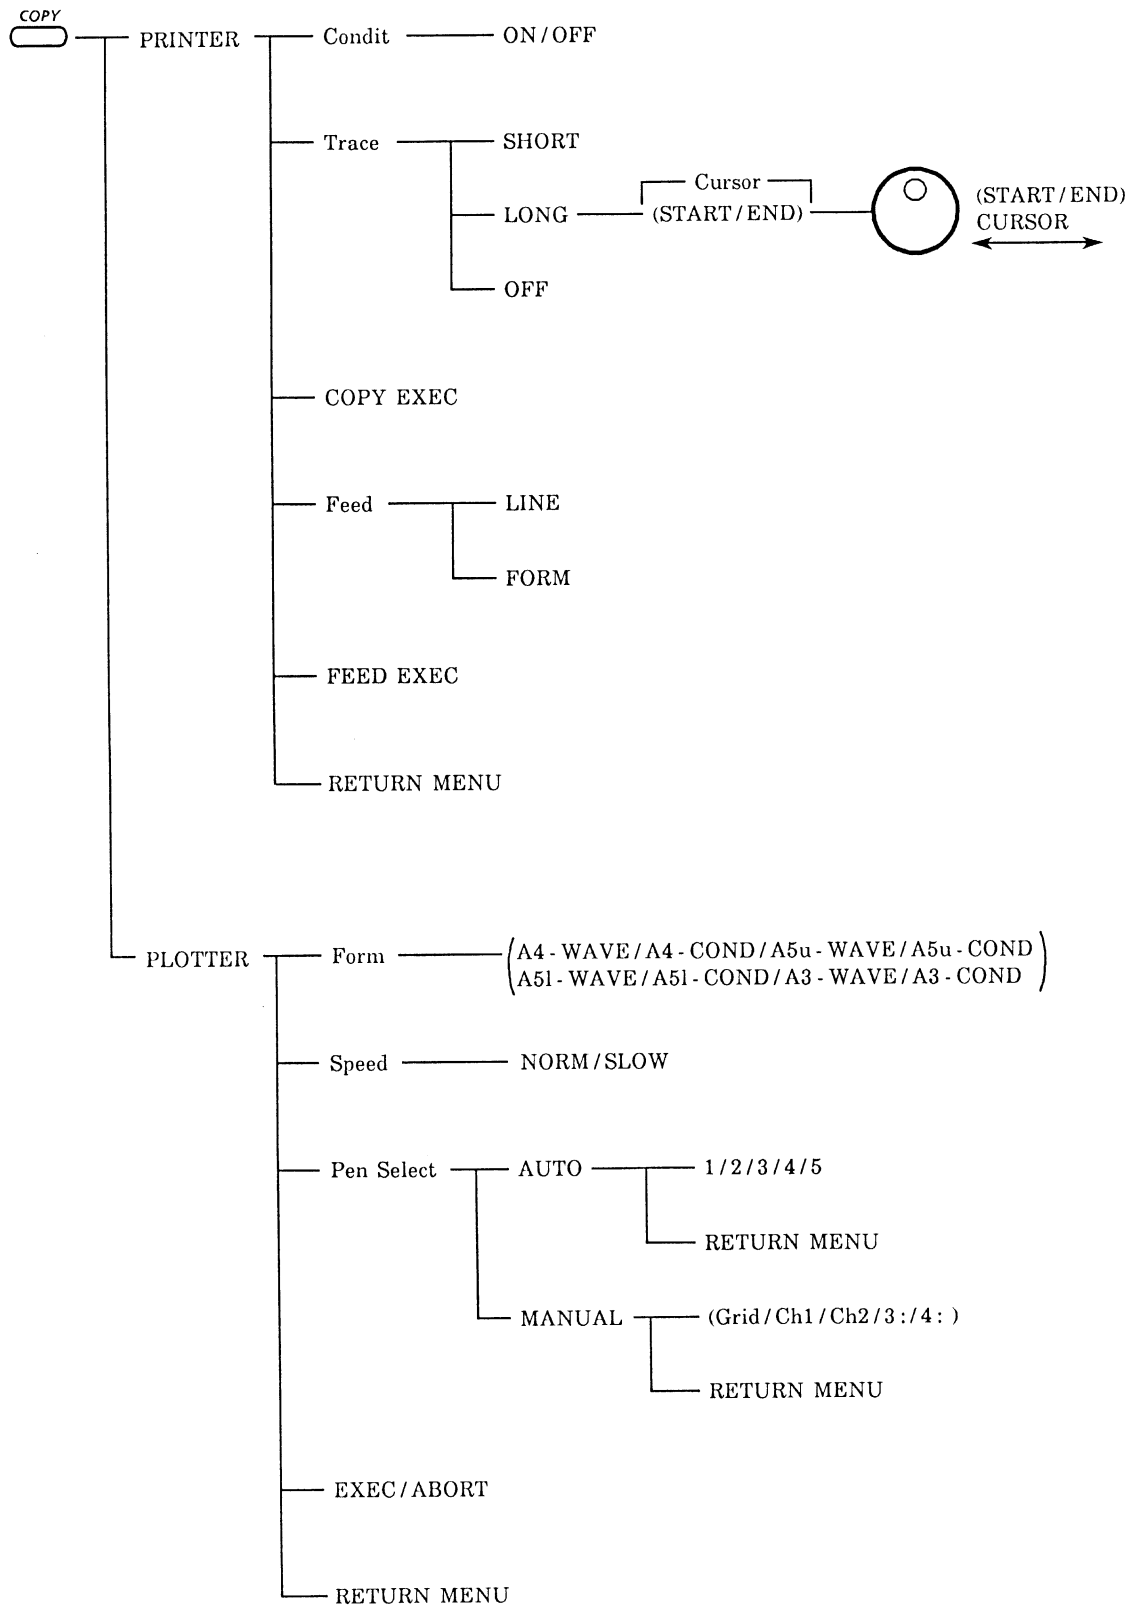 COPY
PRINTER
Condit
ON/OFF
Trace
SHORT
LONG
Cursor
(START/END)
(START/END)
CURSOR
OFF
COPY EXEC
Feed
LINE
FORM
FEED EXEC
RETURN MENU
PLOTTER
Form
(A4-WAVE/A4-COND/A5u-WAVE/A5u-COND
A5l-WAVE/A5l-COND/A3-WAVE/A3-COND)
Speed
NORM/SLOW
Pen Select
AUTO
1/2/3/4/5
RETURN MENU
MANUAL
(Grid/Ch1/Ch2/3:/4: )
RETURN MENU
EXEC/ABORT
RETURN MENU